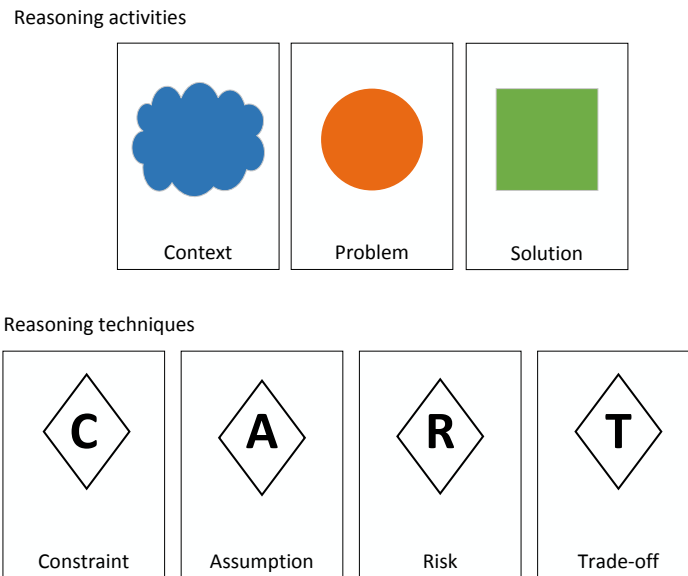 Reasoning activities
Context
Problem
Solution
Reasoning techniques
C
A
R
T
Constraint
Assumption
Risk
Trade-off